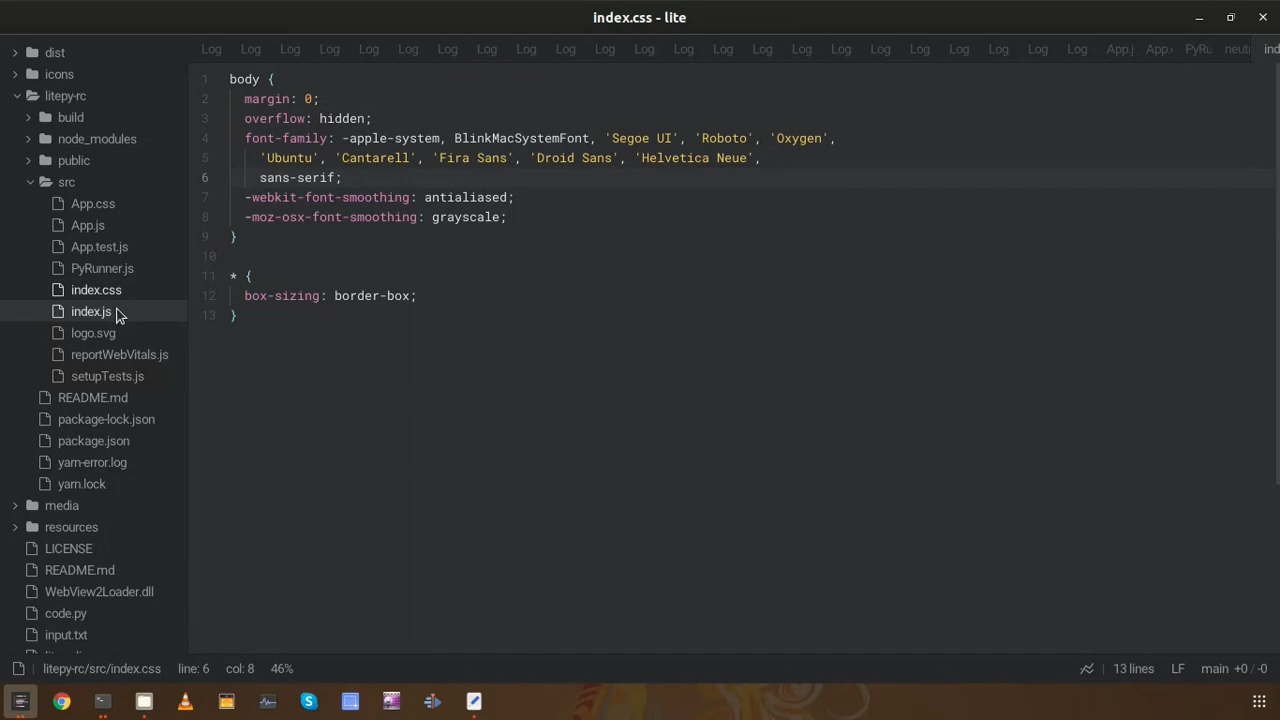 index.css - lite
Log Log Log Log Log Log Log Log Log Log Log Log Log Log Log Log Log Log Log Log Log Log Log App.j App. PyRu neut ind
dist
icons
litepy-rc
build
node_modules
public
src
App.css
App.js
App.test.js
PyRunner.js
index.css
index.js
logo.svg
reportWebVitals.js
setupTests.js
README.md
package-lock.json
package.json
yarn-error.log
yarn.lock
media
resources
LICENSE
README.md
WebView2Loader.dll
code.py
input.txt
1 body {
2 margin: 0;
3 overflow: hidden;
4 font-family: -apple-system, BlinkMacSystemFont, 'Segoe UI', 'Roboto', 'Oxygen',
5 'Ubuntu', 'Cantarell', 'Fira Sans', 'Droid Sans', 'Helvetica Neue',
6 sans-serif;
7 -webkit-font-smoothing: antialiased;
8 -moz-osx-font-smoothing: grayscale;
9 }
10
11 * {
12 box-sizing: border-box;
13 }
litepy-rc/src/index.css line: 6 col: 8 46% 13 lines LF main +0/-0